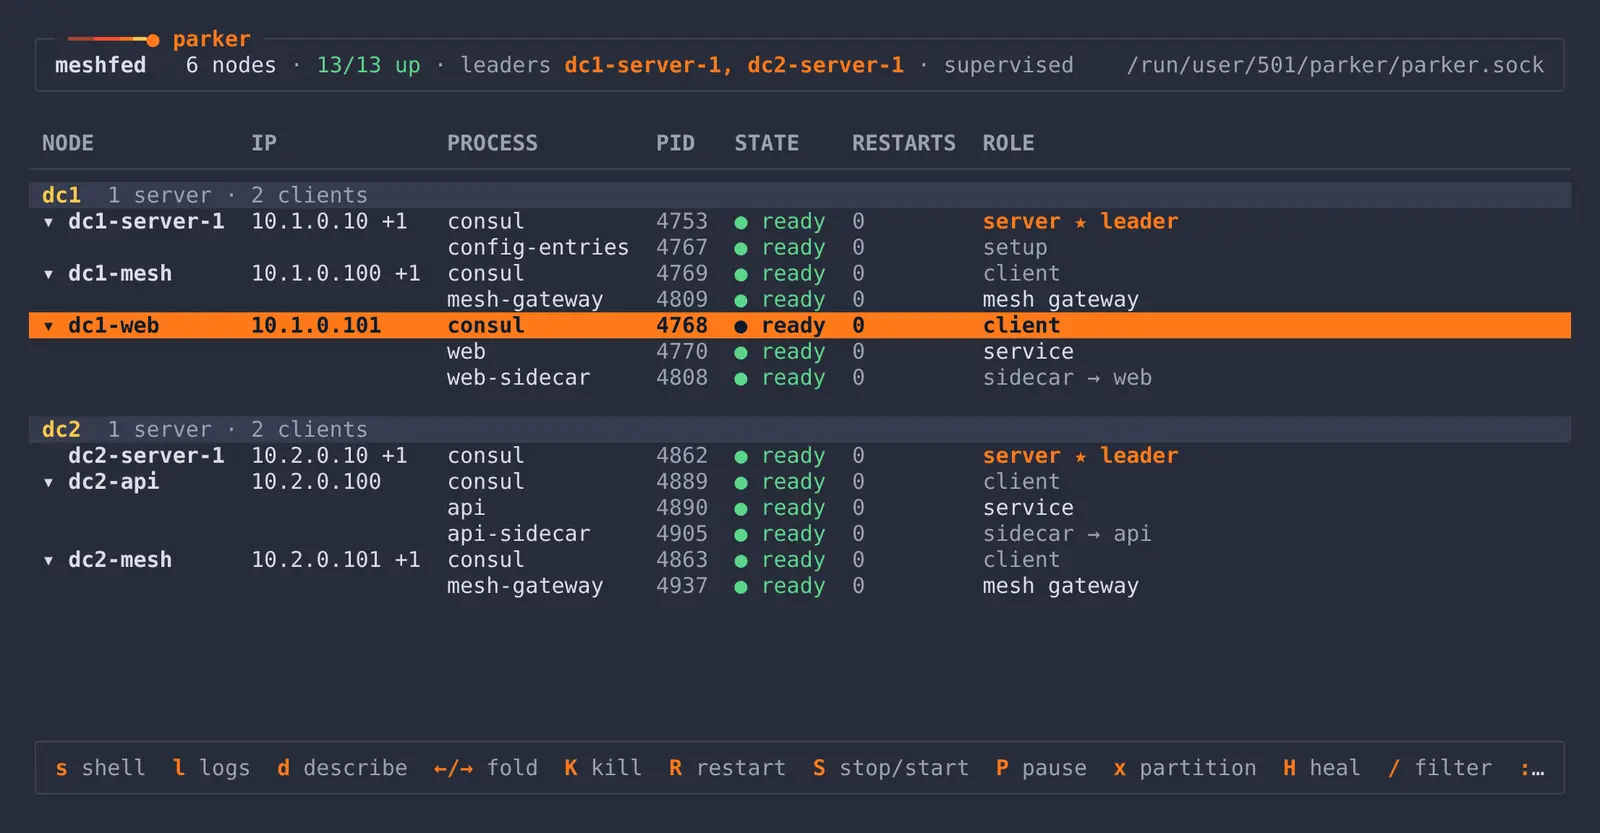 parker
meshfed 6 nodes · 13/13 up · leaders dc1-server-1, dc2-server-1 · supervised /run/user/501/parker/parker.sock
NODE IP PROCESS PID STATE RESTARTS ROLE
dc1 1 server · 2 clients
▾ dc1-server-1 10.1.0.10 +1 consul 4753 ● ready 0 server ★ leader
config-entries 4767 ● ready 0 setup
▾ dc1-mesh 10.1.0.100 +1 consul 4769 ● ready 0 client
mesh-gateway 4809 ● ready 0 mesh gateway
▾ dc1-web 10.1.0.101 consul 4768 ● ready 0 client
web 4770 ● ready 0 service
web-sidecar 4808 ● ready 0 sidecar → web
dc2 1 server · 2 clients
dc2-server-1 10.2.0.10 +1 consul 4862 ● ready 0 server ★ leader
▾ dc2-api 10.2.0.100 consul 4889 ● ready 0 client
api 4890 ● ready 0 service
api-sidecar 4905 ● ready 0 sidecar → api
▾ dc2-mesh 10.2.0.101 +1 consul 4863 ● ready 0 client
mesh-gateway 4937 ● ready 0 mesh gateway
s shell l logs d describe ←/→ fold K kill R restart S stop/start P pause x partition H heal / filter :…